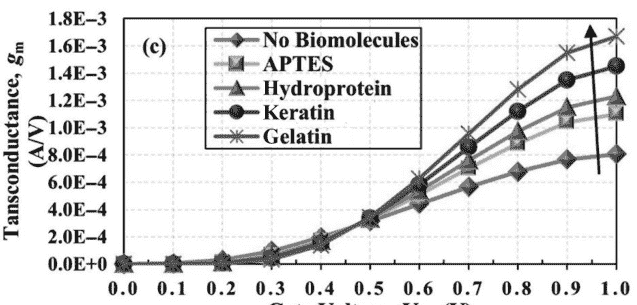 1.8E-3
1.6E-3
1.4E-3
1.2E-3
1.0E-3
8.0E-4
6.0E-4
4.0E-4
2.0E-4
0.0E+0
Tansconductance, gm
(A/V)
(c)
No Biomolecules
APTES
Hydroprotein
Keratin
Gelatin
0.0 0.1 0.2 0.3 0.4 0.5 0.6 0.7 0.8 0.9 1.0